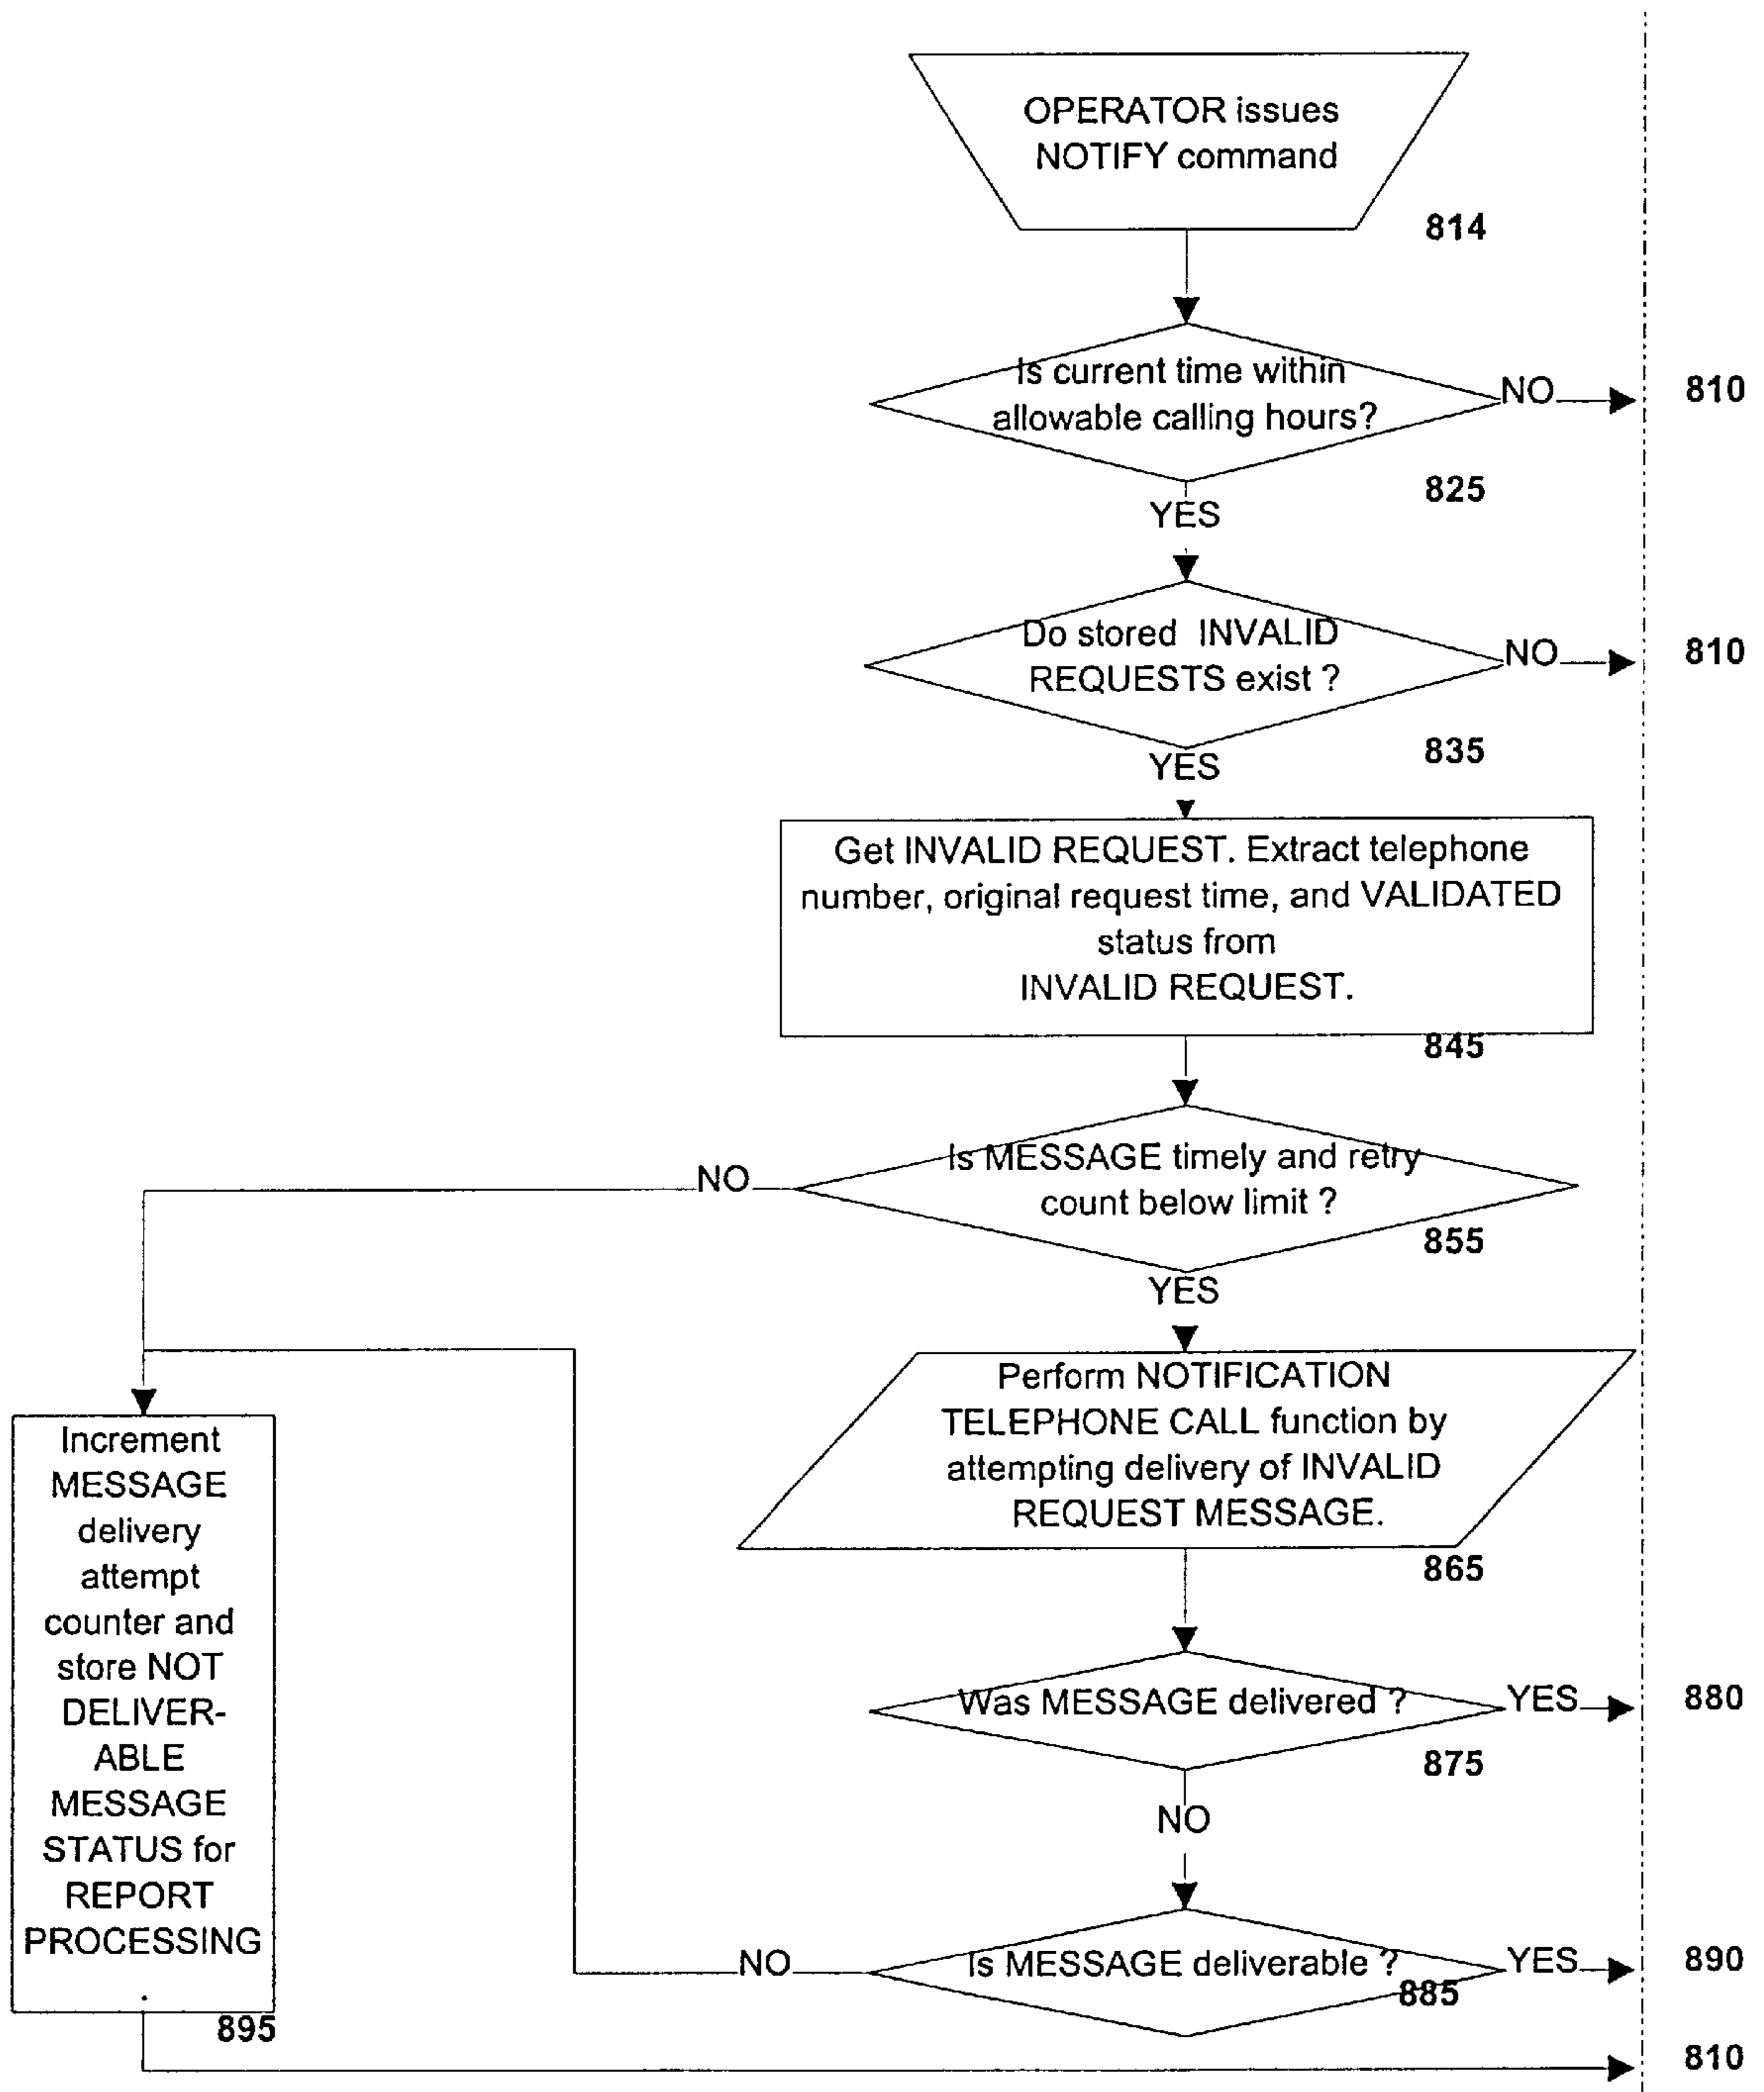 OPERATOR issues
NOTIFY command
814
Is current time within
allowable calling hours?
NO
810
825
YES
Do stored INVALID
REQUESTS exist ?
NO
810
835
YES
Get INVALID REQUEST. Extract telephone
number, original request time, and VALIDATED
status from
INVALID REQUEST.
845
Is MESSAGE timely and retry
count below limit ?
NO
855
YES
Perform NOTIFICATION
TELEPHONE CALL function by
attempting delivery of INVALID
REQUEST MESSAGE.
865
Increment
MESSAGE
delivery
attempt
counter and
store NOT
DELIVER-
ABLE
MESSAGE
STATUS for
REPORT
PROCESSING
895
Was MESSAGE delivered ?
YES
880
875
NO
Is MESSAGE deliverable ?
NO
YES
890
885
810